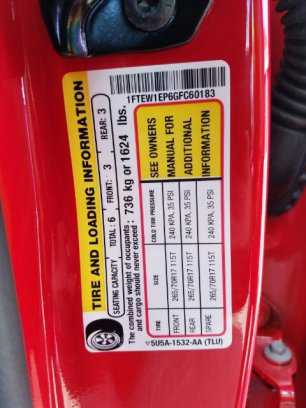 1FTEW1EP6GFC60183
TIRE AND LOADING INFORMATION
SEATING CAPACITY TOTAL: 6 FRONT: 3 REAR: 3
The combined weight of occupants
and cargo should never exceed: 736 kg or 1624 lbs.
TIRE SIZE COLD TIRE PRESSURE
FRONT 265/70R17 115T 240 KPA, 35 PSI
REAR 265/70R17 115T 240 KPA, 35 PSI
SPARE 265/70R17 115T 240 KPA, 35 PSI
SEE OWNERS
MANUAL FOR
ADDITIONAL
INFORMATION
5U5A-1532-AA (TLU)